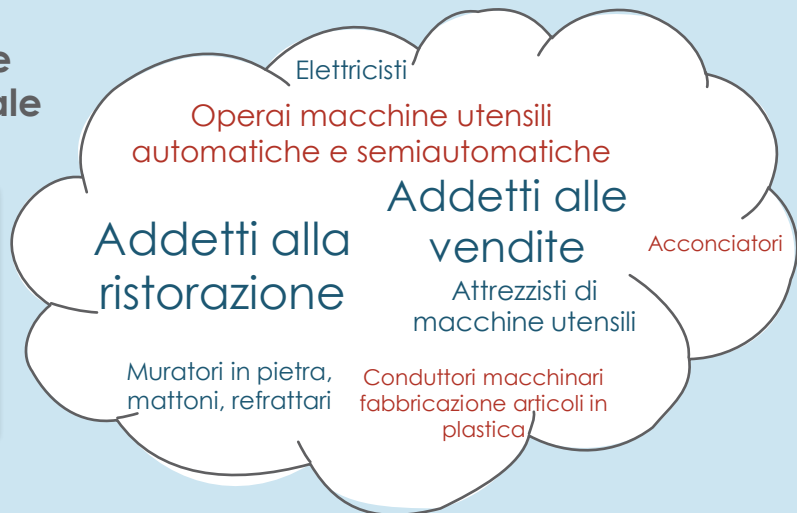 Elettricisti
Operai macchine utensili
automatiche e semiautomatiche
Addetti alla
ristorazione
Addetti alle
vendite
Acconciatori
Attrezzisti di
macchine utensili
Muratori in pietra,
mattoni, refrattari
Conduttori macchinari
fabbricazione articoli in
plastica